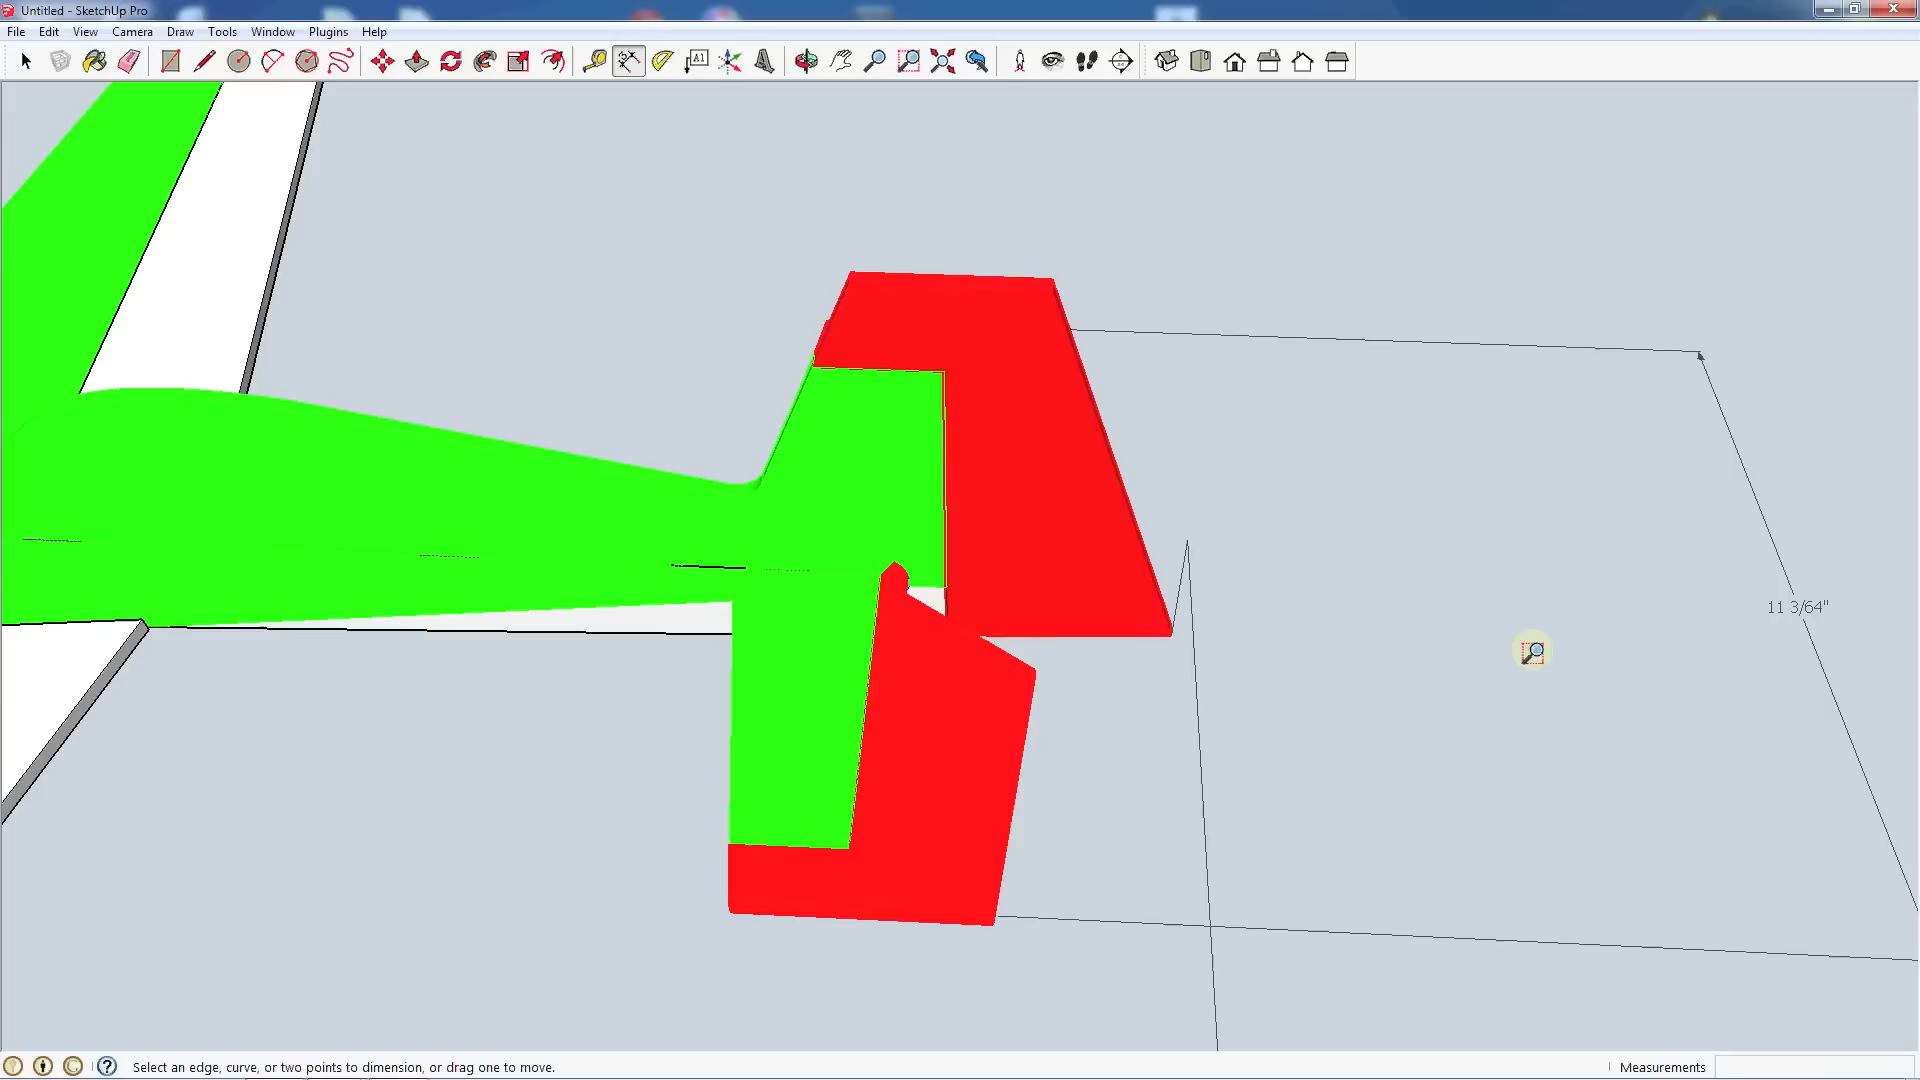 Untitled - SketchUp Pro
File Edit View Camera Draw Tools Window Plugins Help
A1
11 3/64"
Select an edge, curve, or two points to dimension, or drag one to move.
Measurements